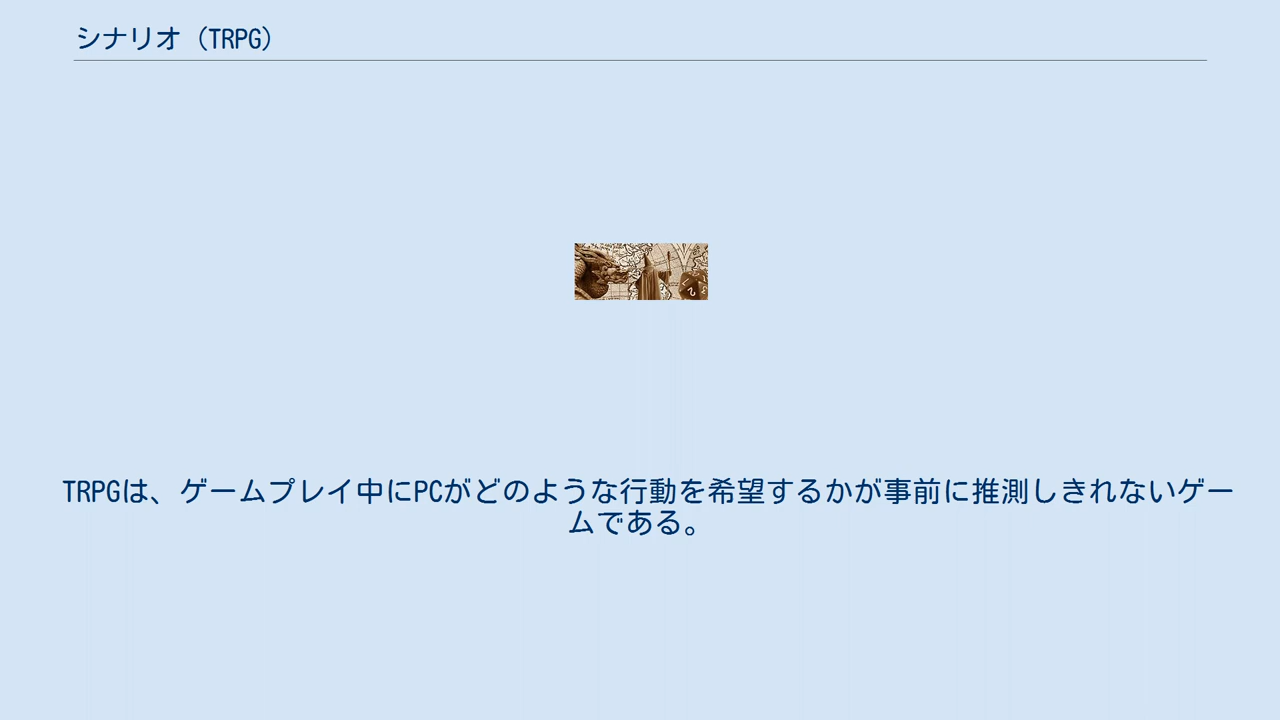 シナリオ（TRPG）
TRPGは、ゲームプレイ中にPCがどのような行動を希望するかが事前に推測しきれないゲー
ムである。